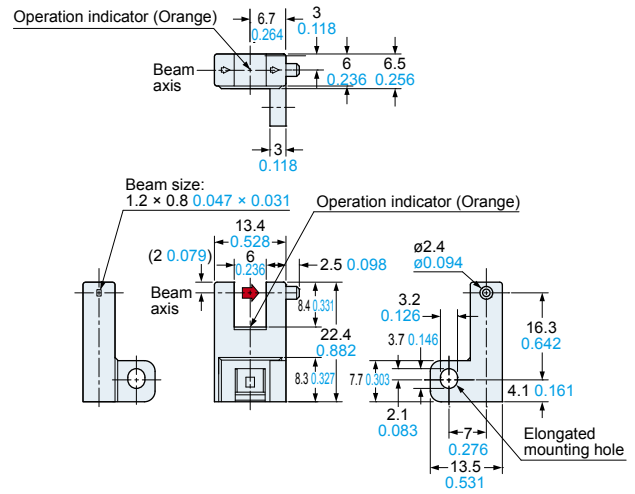 Operation indicator (Orange)
6.7
0.264
3
0.118
Beam
axis
6
0.236
6.5
0.256
3
0.118
Beam size:
1.2 × 0.8 0.047 × 0.031
Operation indicator (Orange)
13.4
0.528
(2 0.079)
6
0.236
2.5 0.098
Beam
axis
8.4 0.331
22.4
0.882
8.3 0.327
ø2.4
ø0.094
3.2
0.126
3.7 0.146
16.3
0.642
7.7 0.303
4.1 0.161
2.1
0.083
7
0.276
13.5
0.531
Elongated
mounting hole